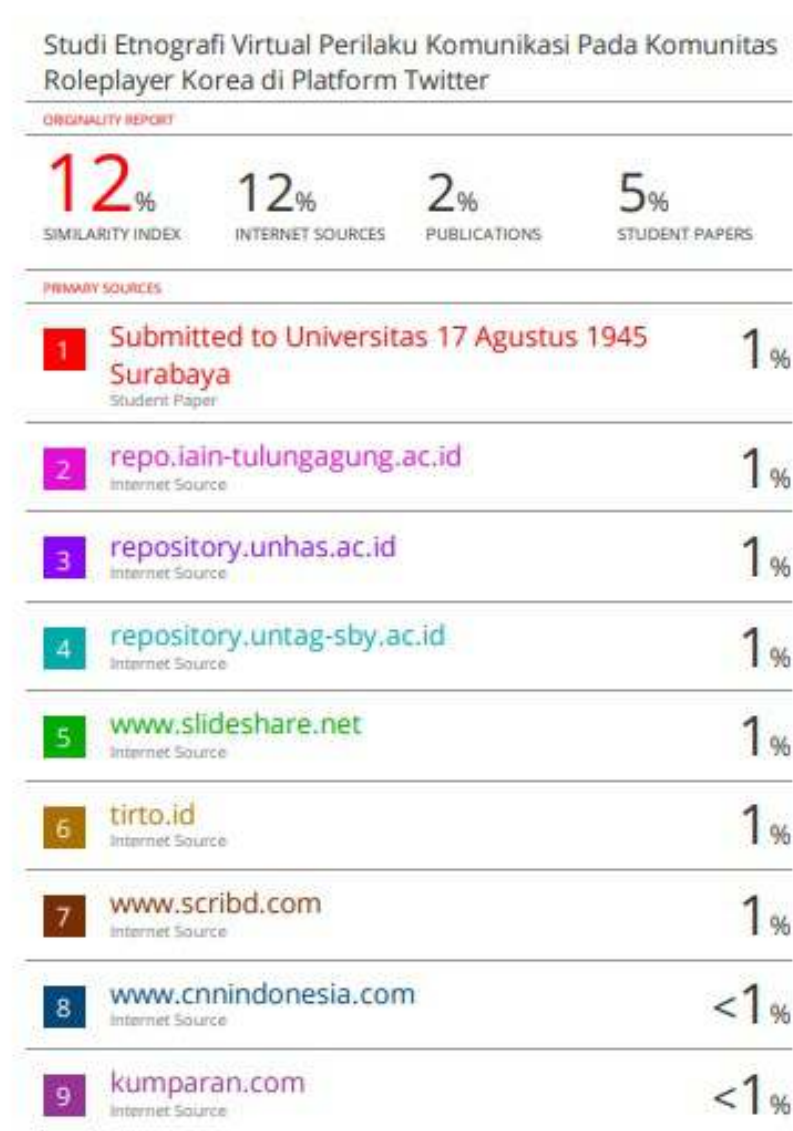 Studi Etnografi Virtual Perilaku Komunikasi Pada Komunitas
Roleplayer Korea di Platform Twitter
ORIGINALITY REPORT
12% 12% 2% 5%
SIMILARITY INDEX INTERNET SOURCES PUBLICATIONS STUDENT PAPERS
PRIMARY SOURCES
1 Submitted to Universitas 17 Agustus 1945 1%
Surabaya
Student Paper
2 repo.iain-tulungagung.ac.id 1%
Internet Source
3 repository.unhas.ac.id 1%
Internet Source
4 repository.untag-sby.ac.id 1%
Internet Source
5 www.slideshare.net 1%
Internet Source
6 tirto.id 1%
Internet Source
7 www.scribd.com 1%
Internet Source
8 www.cnnindonesia.com <1%
Internet Source
9 kumparan.com <1%
Internet Source